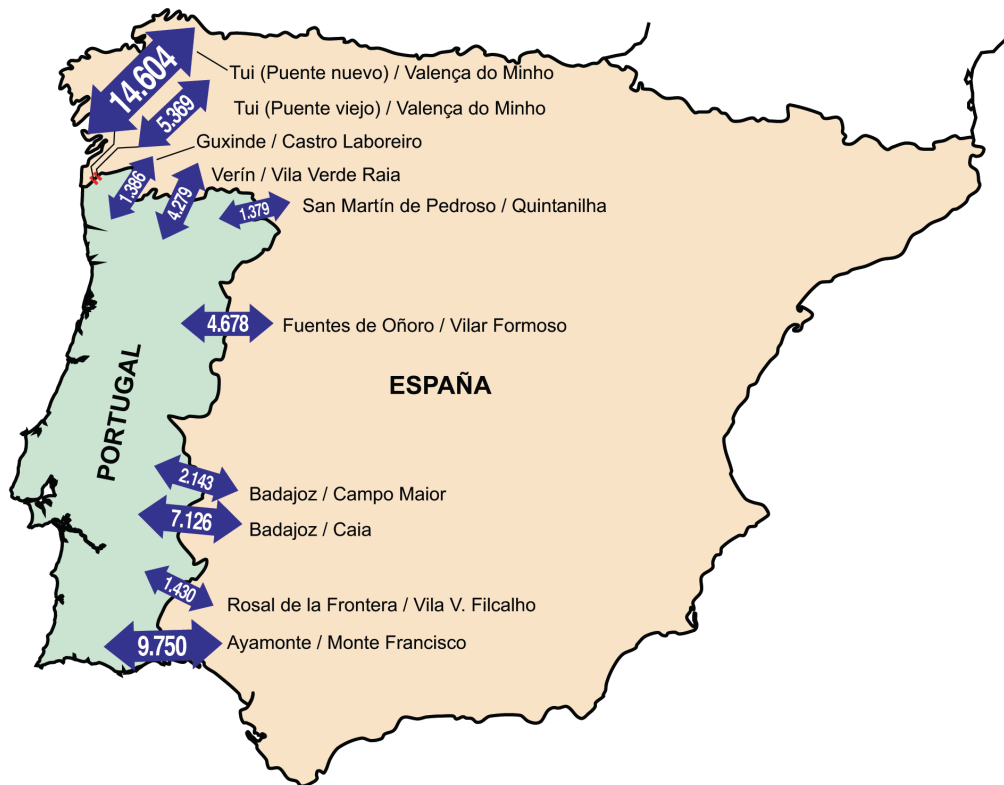 14.604
Tui (Puente nuevo) / Valença do Minho
5.369
Tui (Puente viejo) / Valença do Minho
Guxinde / Castro Laboreiro
1.386
Verín / Vila Verde Raia
4.279
San Martín de Pedroso / Quintanilha
1.379
4.678
Fuentes de Oñoro / Vilar Formoso
ESPAÑA
PORTUGAL
2.143
Badajoz / Campo Maior
7.126
Badajoz / Caia
1.430
Rosal de la Frontera / Vila V. Filcalho
9.750
Ayamonte / Monte Francisco